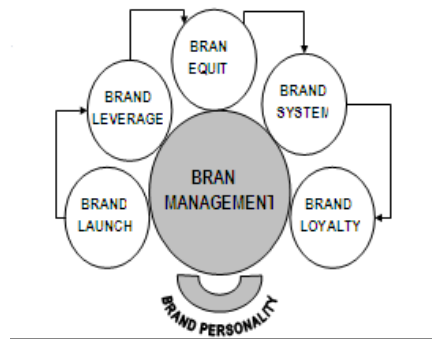 BRAN
EQUIT
BRAND
LEVERAGE
BRAND
SYSTEM
BRAN
MANAGEMENT
BRAND
LAUNCH
BRAND
LOYALTY
BRAND PERSONALITY